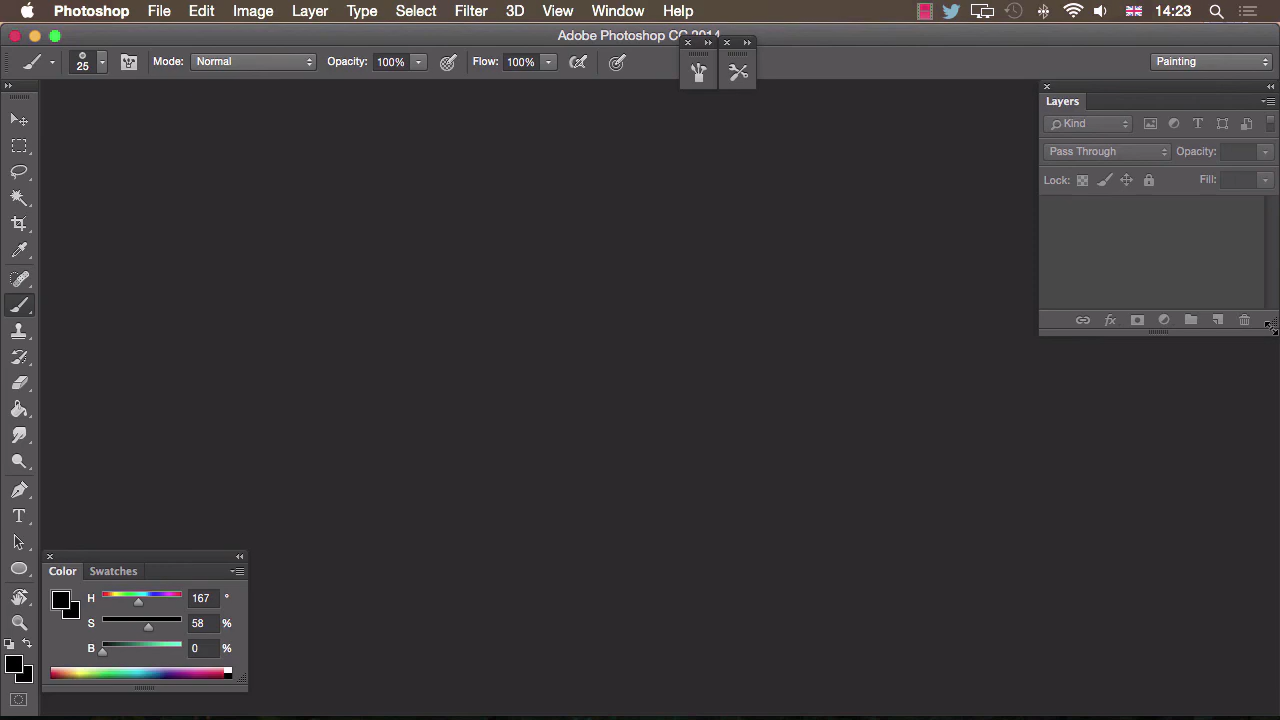 Photoshop File Edit Image Layer Type Select Filter 3D View Window Help 14:23
Adobe Photoshop CC 2014
25 Mode: Normal Opacity: 100% Flow: 100% Painting
Layers
Kind
Pass Through Opacity:
Lock: Fill:
Color Swatches
H 167 °
S 58 %
B 0 %